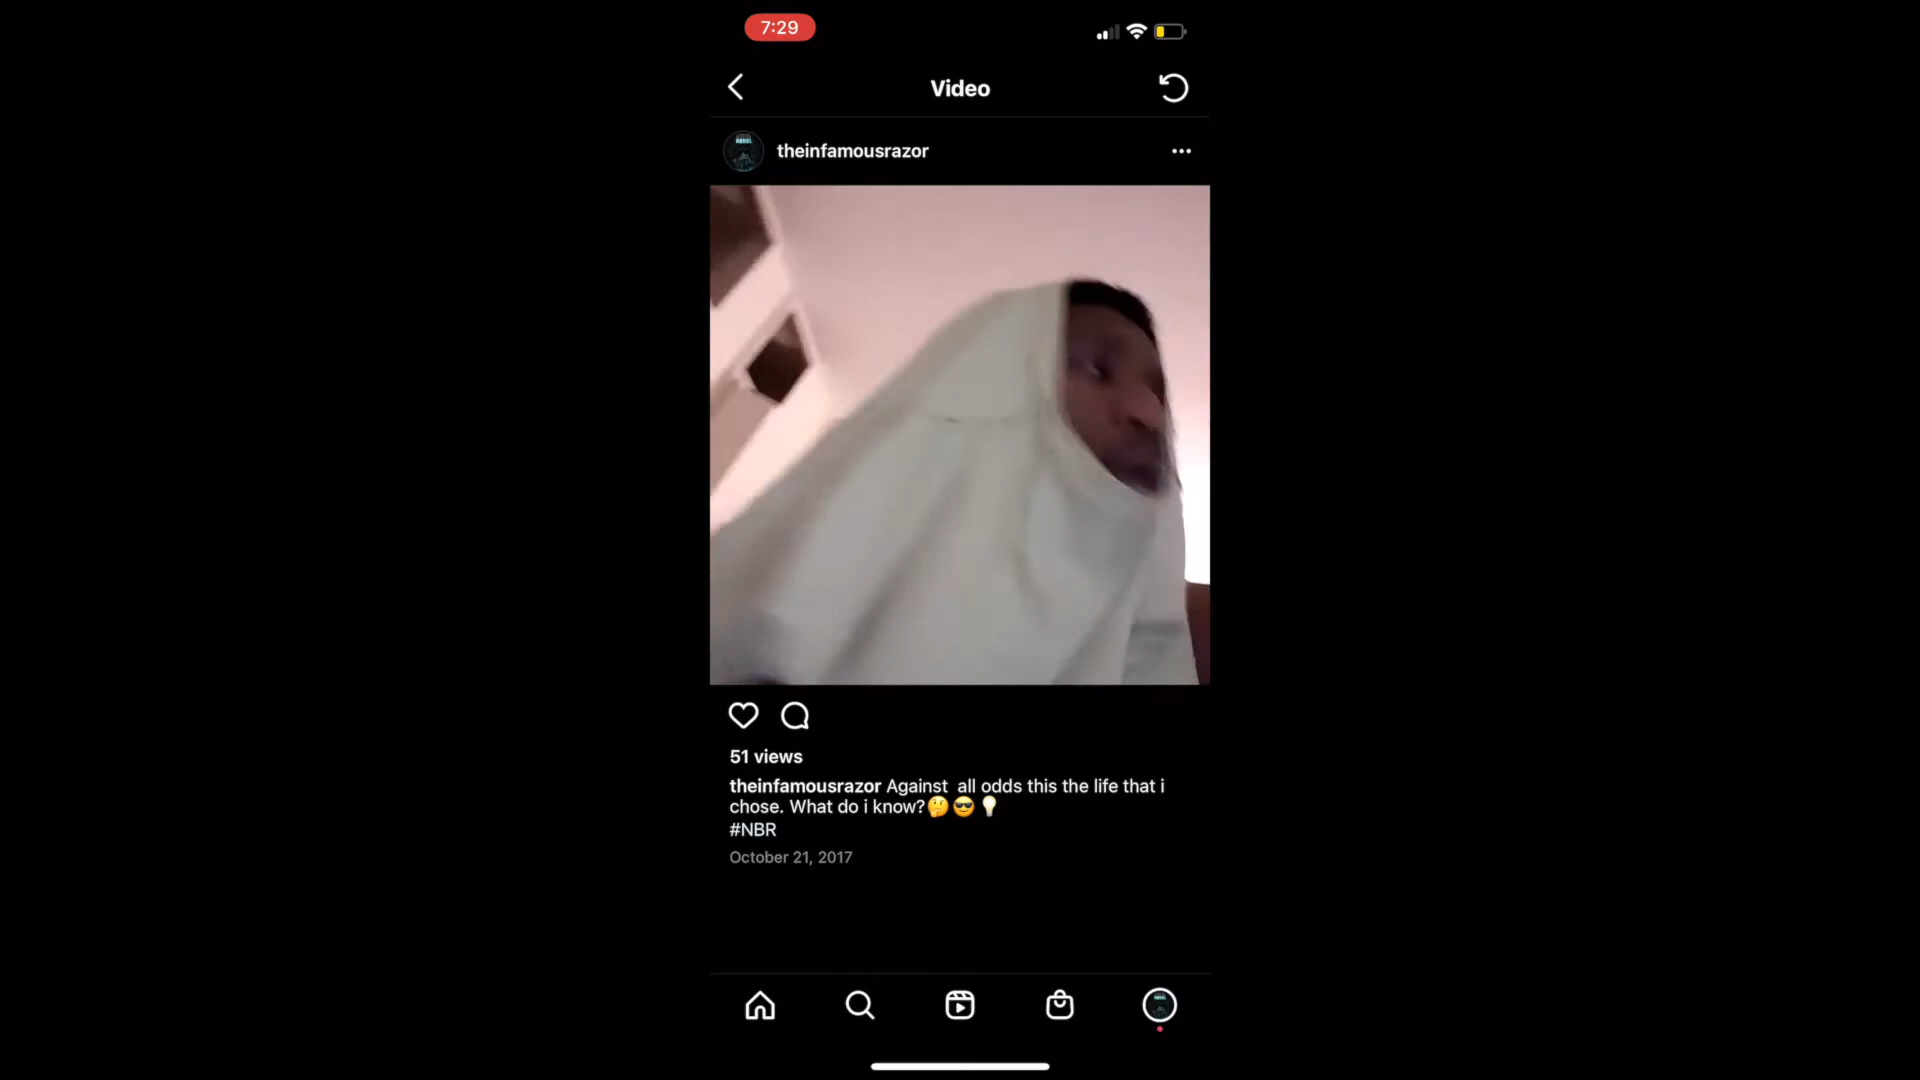 7:29
Video
theinfamousrazor
51 views
theinfamousrazor Against  all odds this the life that i
chose. What do i know?🤔😎💡
#NBR
October 21, 2017